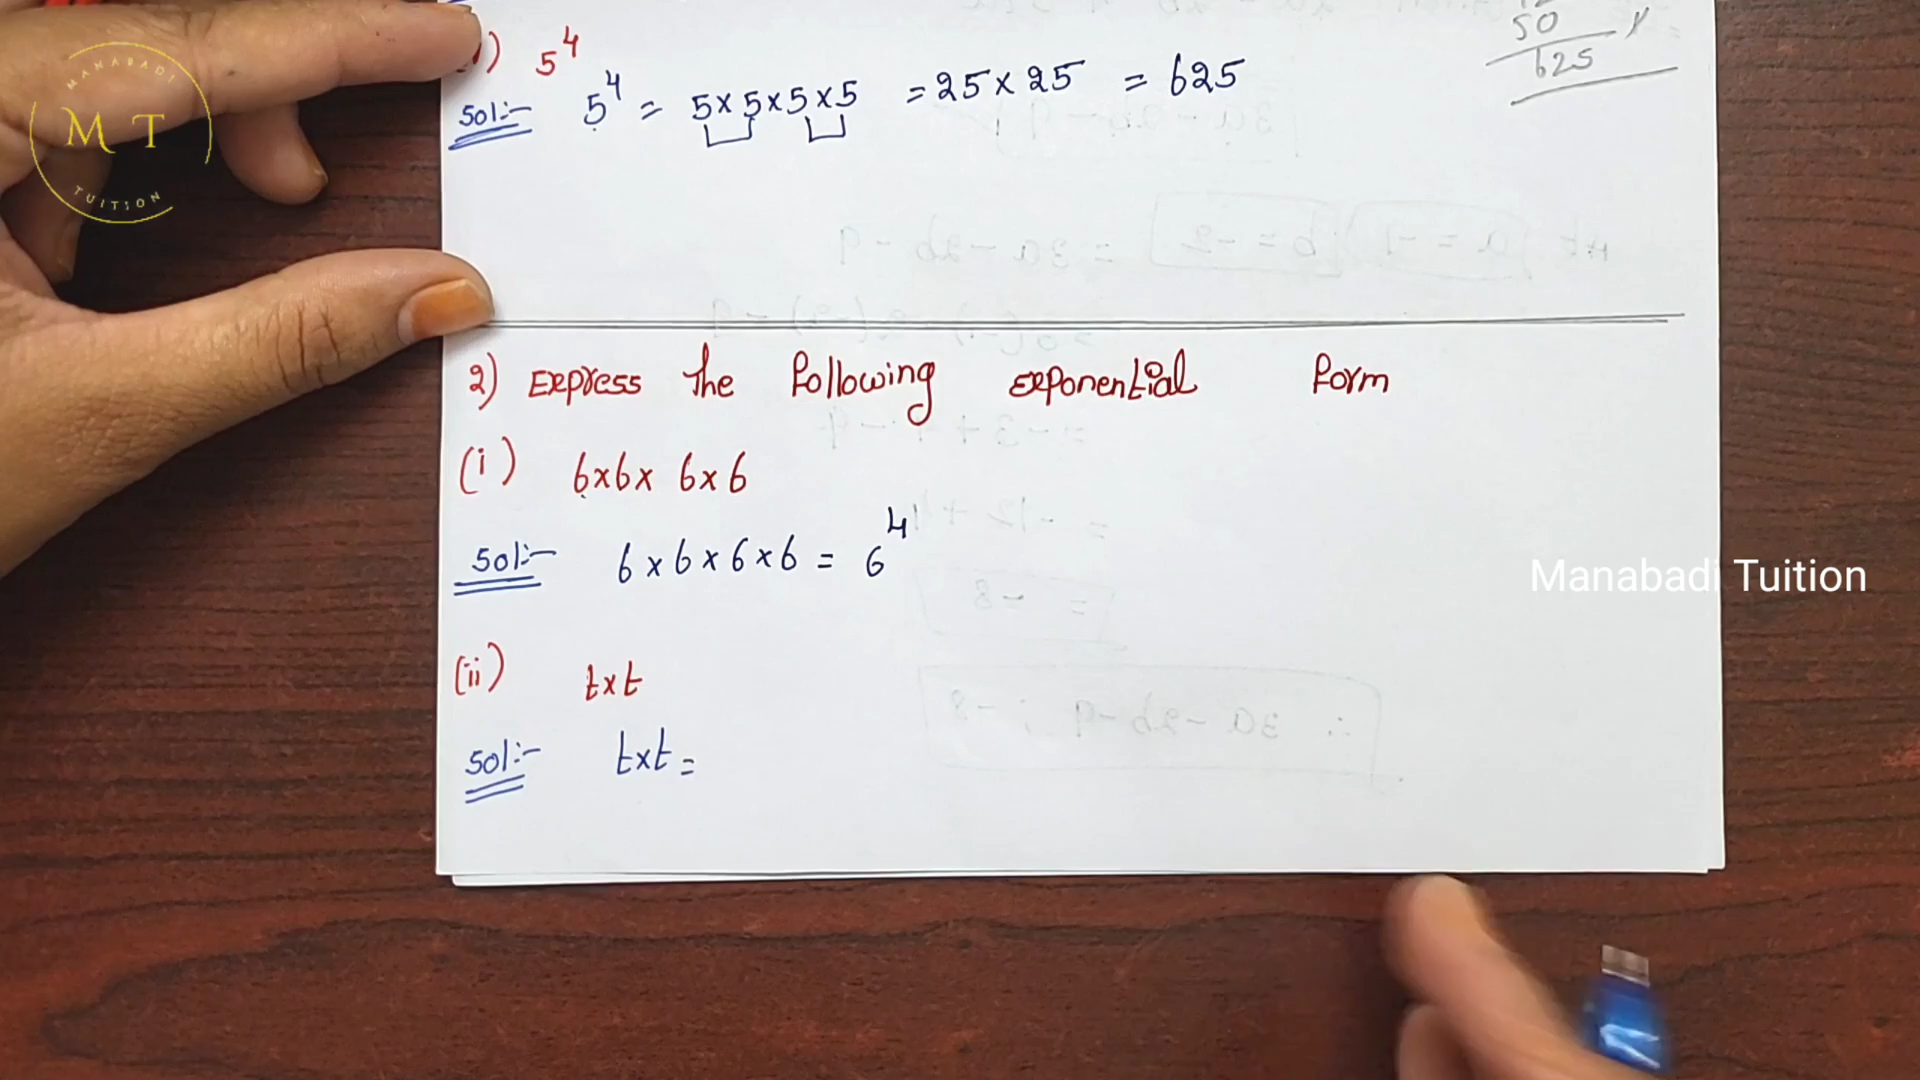 MANABADI
MT
TUITION
) 5⁴
50
625
Sol:- 5⁴ = 5×5×5×5 = 25×25 = 625
2) Express the following exponential form
(i) 6×6×6×6
Sol:- 6×6×6×6 = 6⁴
Manabadi Tuition
(ii) t×t
Sol:- t×t =